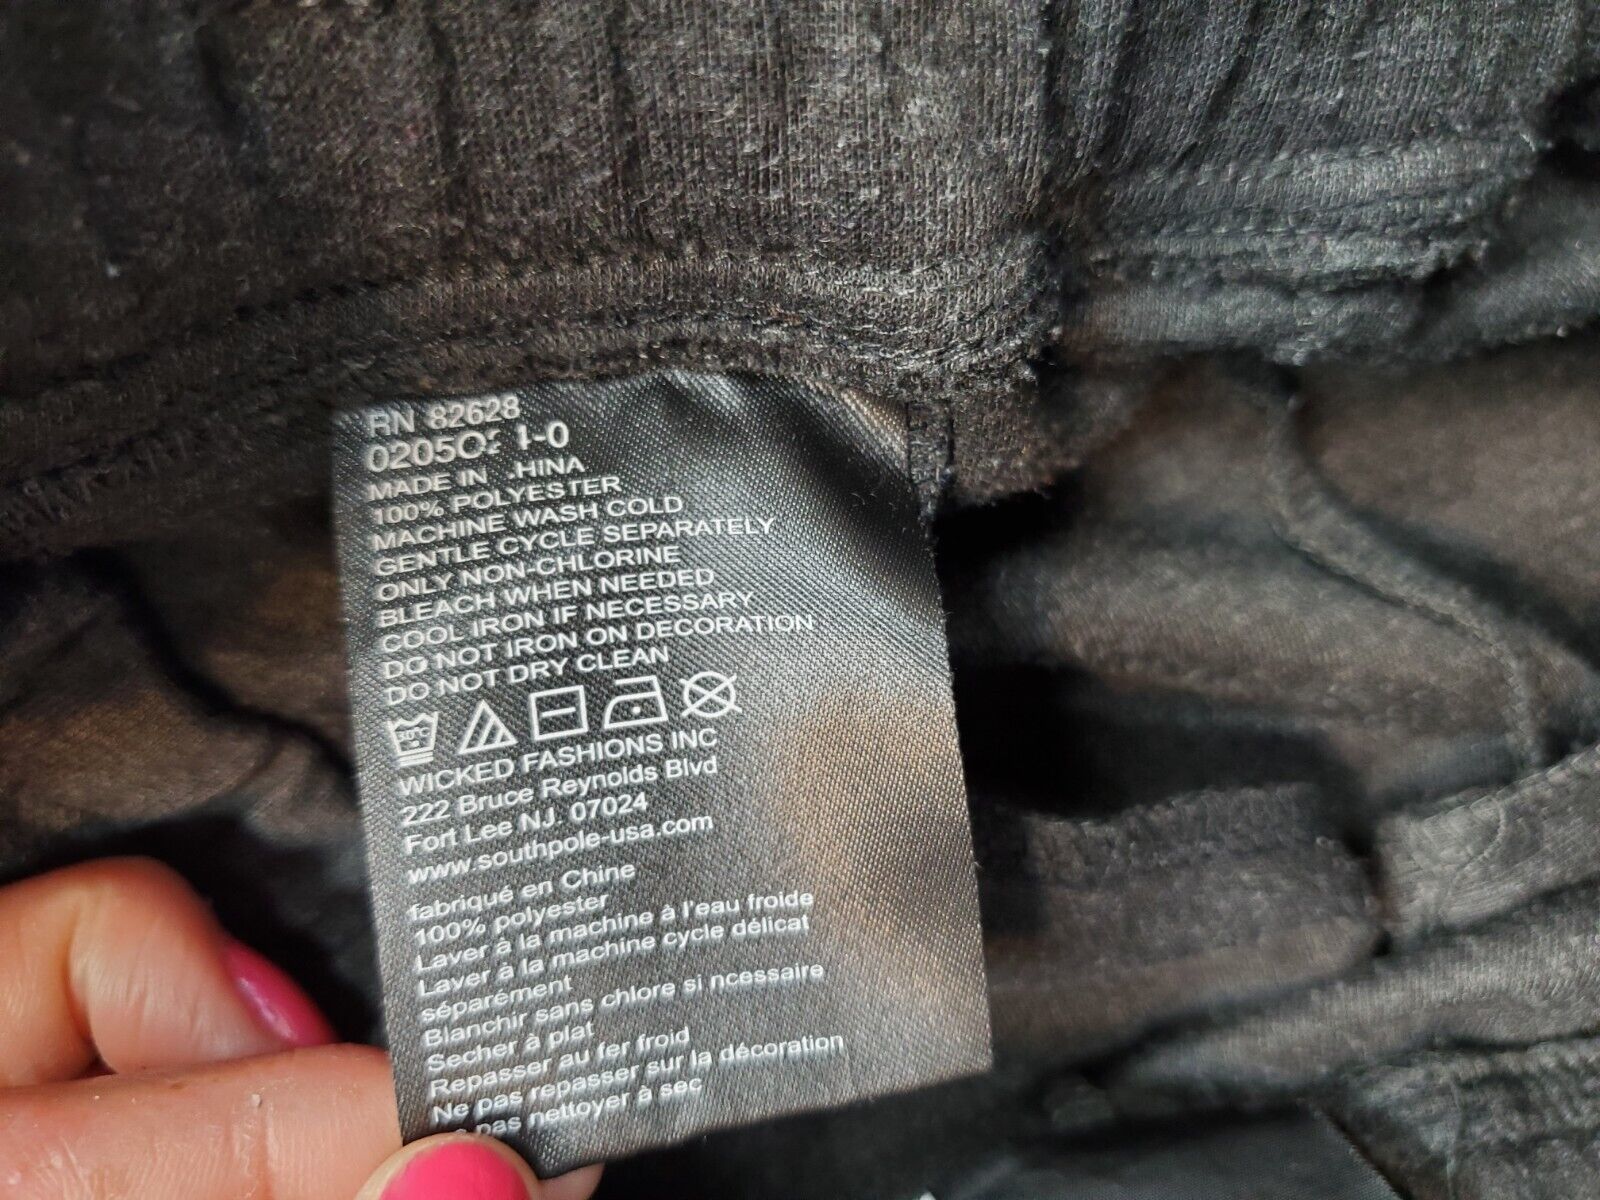 RN 82628
MADE IN HINA
100% POLYESTER
MACHINE WASH COLD
GENTLE CYCLE SEPARATELY
ONLY NON-CHLORINE
BLEACH WHEN NEEDED
COOL IRON IF NECESSARY
DO NOT IRON ON DECORATION
DO NOT DRY CLEAN
30°C
WICKED FASHIONS INC
222 Bruce Reynolds Blvd
Fort Lee NJ. 07024
www.southpole-usa.com
fabriqué en Chine
100% polyester
Laver à la machine à l'eau froide
Layer à la machine cycle délicat
séparément
Blanchir sans chlore si ncessaire
Secher à plat
Repasser au fer froid
Ne pas repasser sur la décoration
pas nettoyer à sec